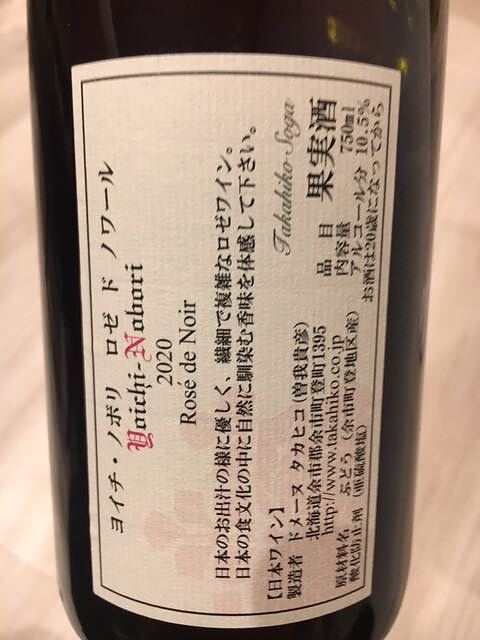 ヨイチ・ノボリ ロゼ ド ノワール
Yoichi-Nobori
2020
Rosé de Noir
日本のお出汁の様に優しく、繊細で複雑なロゼワイン。
日本の食文化の中に自然に馴染む香味を体感して下さい。
Takahiko Soga
【日本ワイン】
製造者 ドメーヌ タカヒコ (曽我貴彦)
北海道余市郡余市町登町1395
http://www.takahiko.co.jp
原材料名 ぶどう (余市町登地区産)
酸化防止剤 (亜硫酸塩)
品目 果実酒
内容量 750ml
アルコール分 10.5%
お酒は20歳になってから